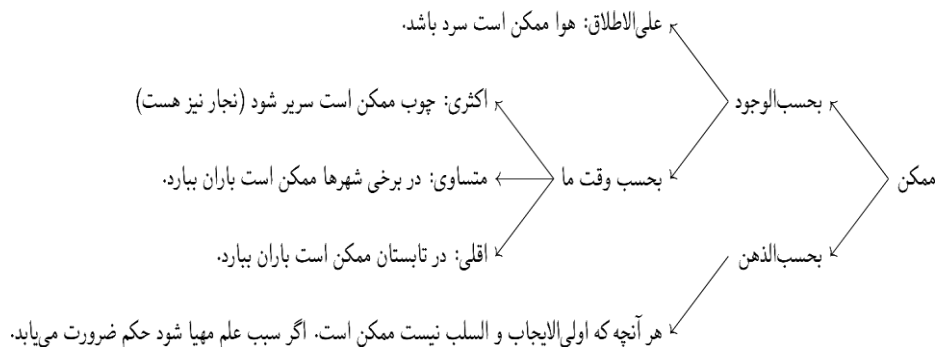 علی‌الاطلاق: هوا ممکن است سرد باشد.
بحسب‌الوجود
اکثری: چوب ممکن است سریر شود (نجار نیز هست)
ممکن
بحسب وقت ما
متساوی: در برخی شهرها ممکن است باران ببارد.
بحسب‌الذهن
اقلی: در تابستان ممکن است باران ببارد.
هر آنچه که اولی‌الایجاب و السلب نیست ممکن است. اگر سبب علم مهیا شود حکم ضرورت می‌یابد.